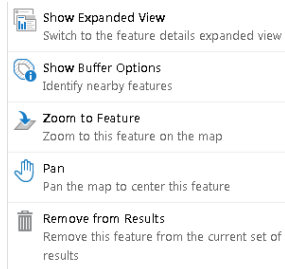 Show Expanded View
Switch to the feature details expanded view
Show Buffer Options
Identify nearby features
Zoom to Feature
Zoom to this feature on the map
Pan
Pan the map to center this feature
Remove from Results
Remove this feature from the current set of
results